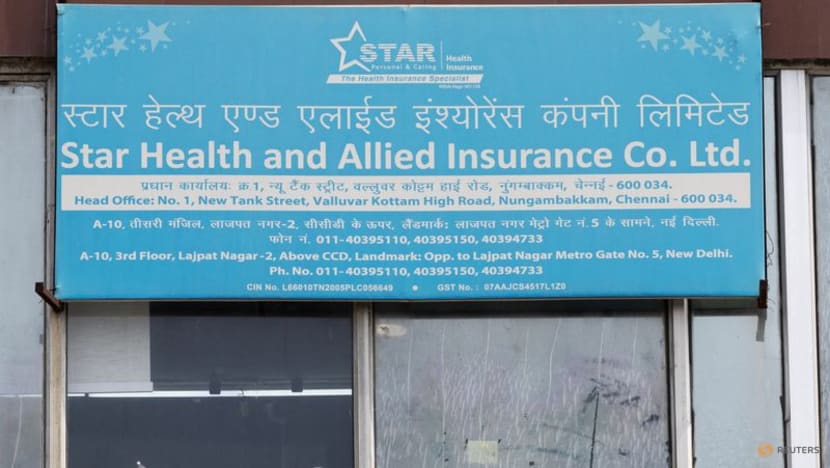 STAR
Health
Insurance
Personal & Caring
The Health Insurance Specialist
स्टार हेल्थ एण्ड एलाईड इंश्योरेंस कंपनी लिमिटेड
Star Health and Allied Insurance Co. Ltd.
प्रधान कार्यालयः क्र.1, न्यू टैंक स्ट्रीट, वल्लुवर कोट्टम हाई रोड, नुंगम्बाक्कम, चेन्नई - 600 034.
Head Office: No. 1, New Tank Street, Valluvar Kottam High Road, Nungambakkam, Chennai - 600 034.
A-10, तीसरी मंजिल, लाजपत नगर-2, सीसीडी के ऊपर, लैंडमार्क: लाजपत नगर मेट्रो गेट नं. 5 के सामने, नई दिल्ली.
फोन नं. 011-40395110, 40395150, 40394733
A-10, 3rd Floor, Lajpat Nagar-2, Above CCD, Landmark: Opp. to Lajpat Nagar Metro Gate No. 5, New Delhi.
Ph. No. 011-40395110, 40395150, 40394733
CIN No. L66010TN2005PLC056649 • GST No.: 07AAJCS4517L1Z0
REUTERS